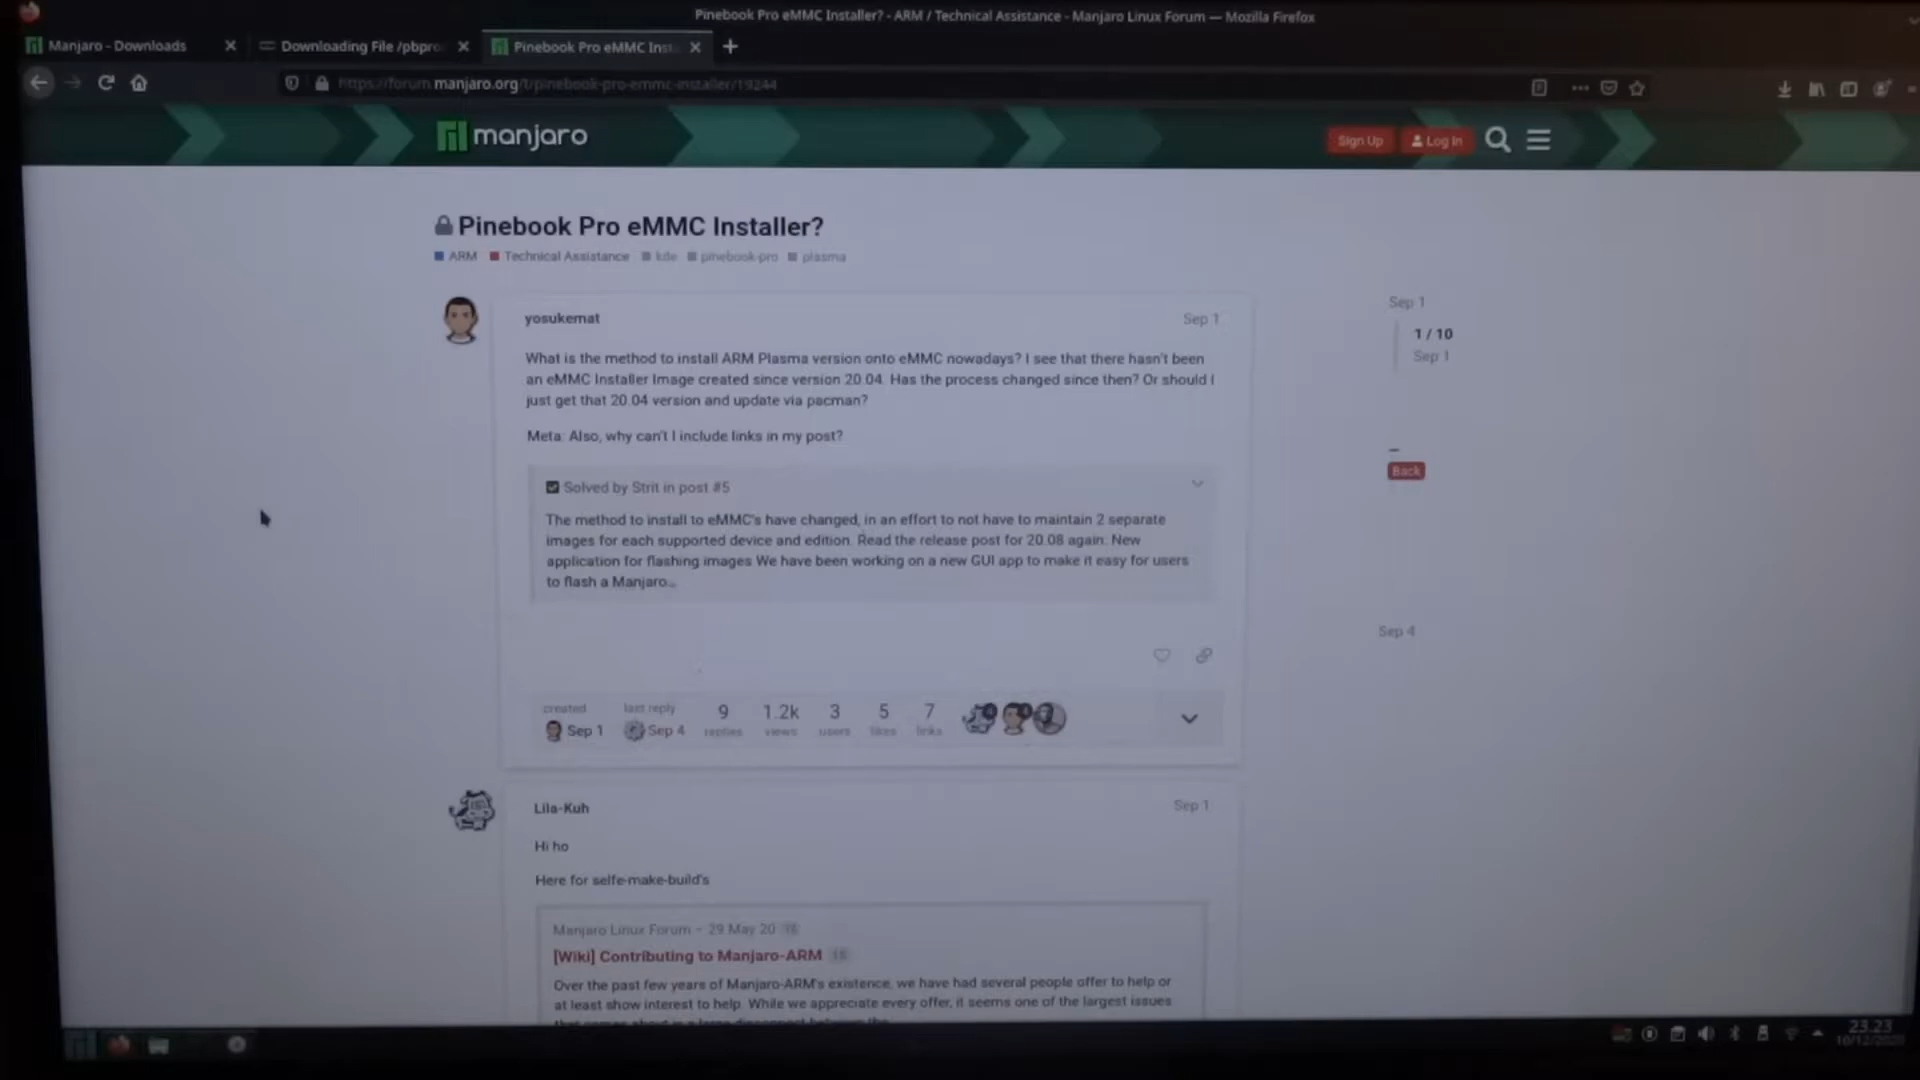 Pinebook Pro eMMC Installer? - ARM / Technical Assistance - Manjaro Linux Forum — Mozilla Firefox
Manjaro - Downloads
Downloading File /pbpro
Pinebook Pro eMMC Inst
https://forum.manjaro.org/t/pinebook-pro-emmc-installer/19244
manjaro
Sign Up
Log In
Pinebook Pro eMMC Installer?
ARM Technical Assistance kde pinebook-pro plasma
yosukemat
Sep 1
What is the method to install ARM Plasma version onto eMMC nowadays? I see that there hasn't been
an eMMC Installer Image created since version 20.04. Has the process changed since then? Or should I
just get that 20.04 version and update via pacman?
Meta: Also, why can't I include links in my post?
Solved by Strit in post #5
The method to install to eMMC's have changed, in an effort to not have to maintain 2 separate
images for each supported device and edition. Read the release post for 20.08 again: New
application for flashing images We have been working on a new GUI app to make it easy for users
to flash a Manjaro…
created
Sep 1
last reply
Sep 4
9
replies
1.2k
views
3
users
5
likes
7
links
Sep 1
1 / 10
Sep 1
Back
Sep 4
Lila-Kuh
Sep 1
Hi ho
Here for selfe-make-build's
Manjaro Linux Forum – 29 May 20
[Wiki] Contributing to Manjaro-ARM
Over the past few years of Manjaro-ARM's existence, we have had several people offer to help or
at least show interest to help. While we appreciate every offer, it seems one of the largest issues
23.23